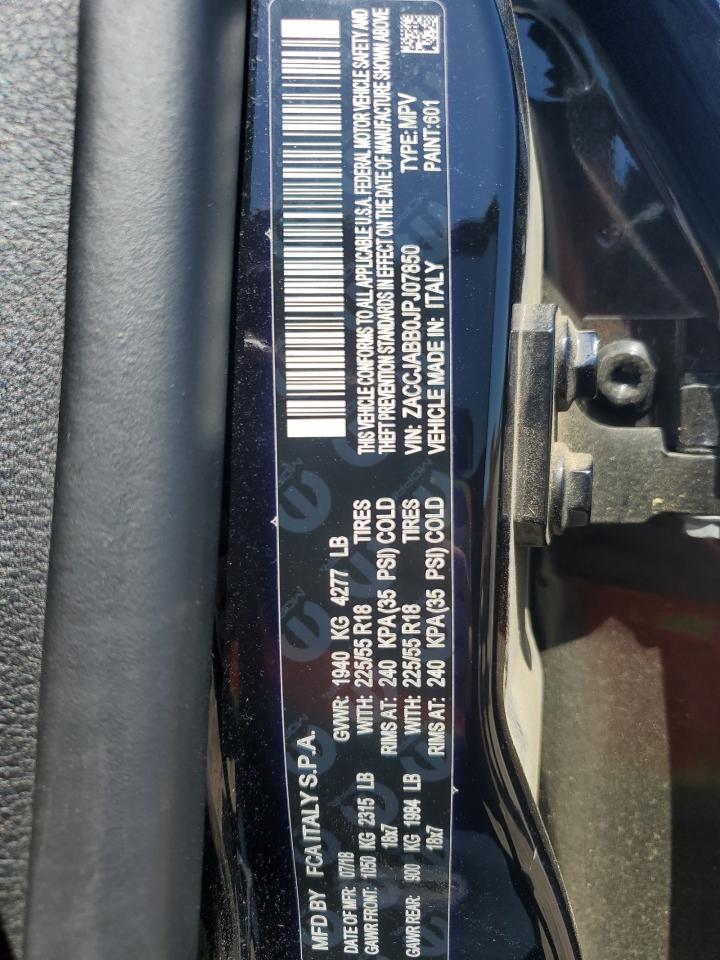 MFD BY FCA ITALY S.P.A.
DATE OF MFR: 07/18 GVWR: 1940 KG 4277 LB
GAWR FRONT: 1050 KG 2315 LB WITH: 225/55 R18 TIRES
18x7 RIMS AT: 240 KPA(35 PSI) COLD
GAWR REAR: 900 KG 1984 LB WITH: 225/55 R18 TIRES
18x7 RIMS AT: 240 KPA(35 PSI) COLD
THIS VEHICLE CONFORMS TO ALL APPLICABLE U.S.A. FEDERAL MOTOR VEHICLE SAFETY AND
THEFT PREVENTION STANDARDS IN EFFECT ON THE DATE OF MANUFACTURE SHOWN ABOVE
VIN: ZACCJABB0JPJ07850 TYPE: MPV
VEHICLE MADE IN: ITALY PAINT:601
MOPAR